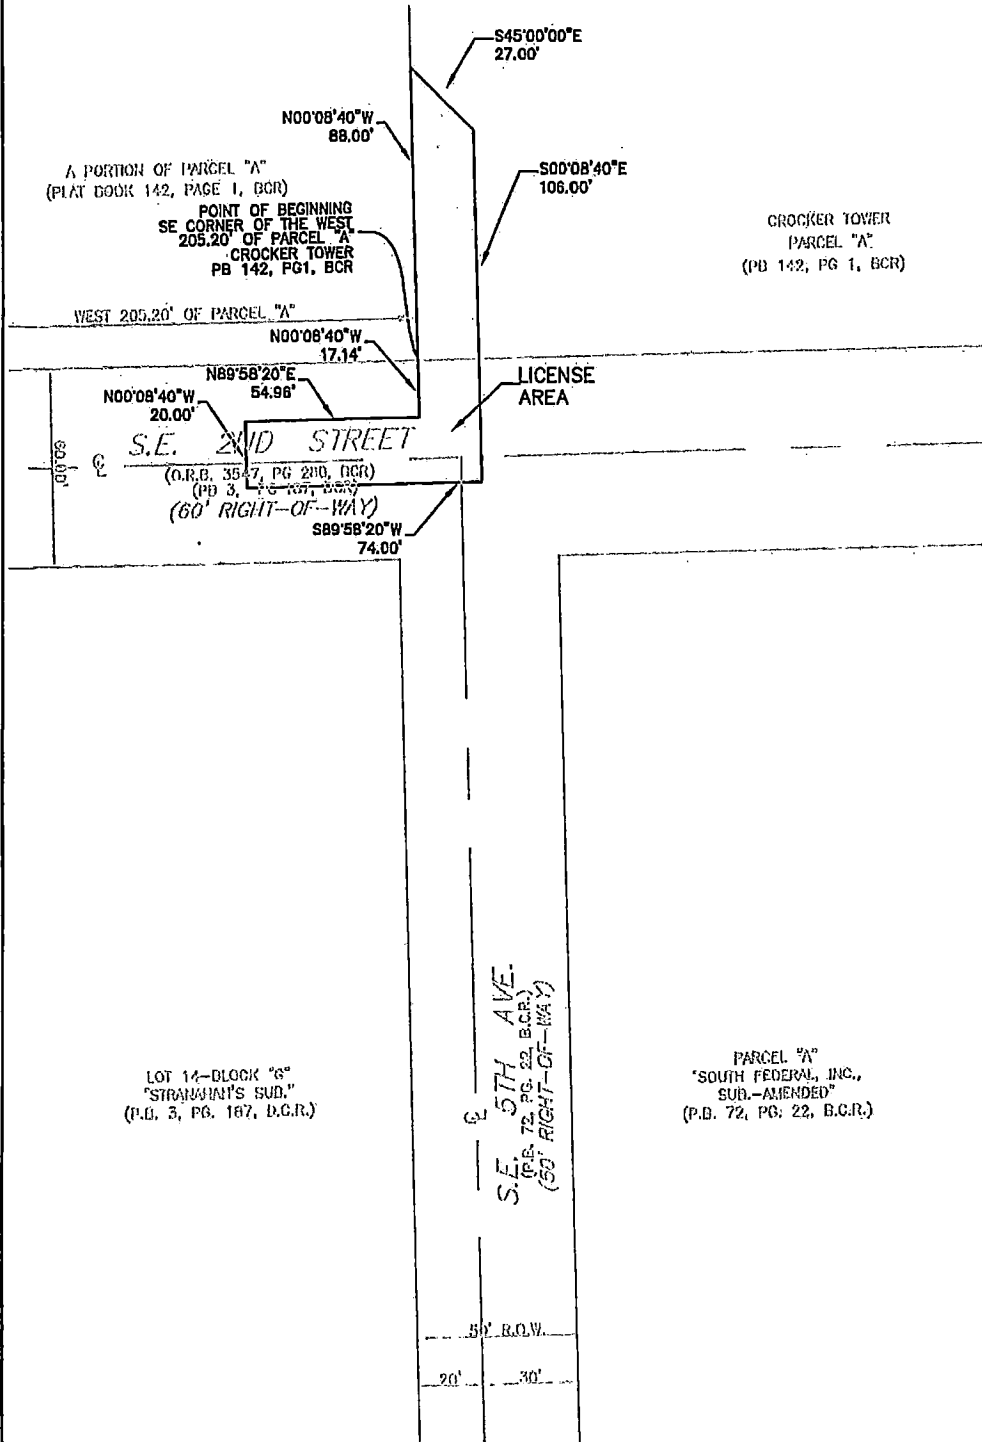 S45°00'00"E
27.00'
N00°08'40"W
88.00'
S00°08'40"E
106.00'
A PORTION OF PARCEL "A"
(PLAT BOOK 142, PAGE 1, BCR)
POINT OF BEGINNING
SE CORNER OF THE WEST
205.20' OF PARCEL "A"
CROCKER TOWER
PB 142, PG1, BCR
CROCKER TOWER
PARCEL "A"
(PB 142, PG 1, BCR)
WEST 205.20' OF PARCEL "A"
N00°08'40"W
17.14'
N89°58'20"E
54.96'
N00°08'40"W
20.00'
LICENSE
AREA
60.00'
S.E. 2ND STREET
(O.R.B. 3547, PG 280, BCR)
(PB 3, PG 187, BCR)
(60' RIGHT-OF-WAY)
S89°58'20"W
74.00'
S.E. 5TH AVE.
(P.B. 72, PG. 22, B.C.R.)
(50' RIGHT-OF-WAY)
LOT 14-BLOCK "G"
"STRANAHAN'S SUB."
(P.B. 3, PG. 187, B.C.R.)
PARCEL "A"
"SOUTH FEDERAL, INC.,
SUB.-AMENDED"
(P.B. 72, PG. 22, B.C.R.)
50' R.O.W.
20' 30'